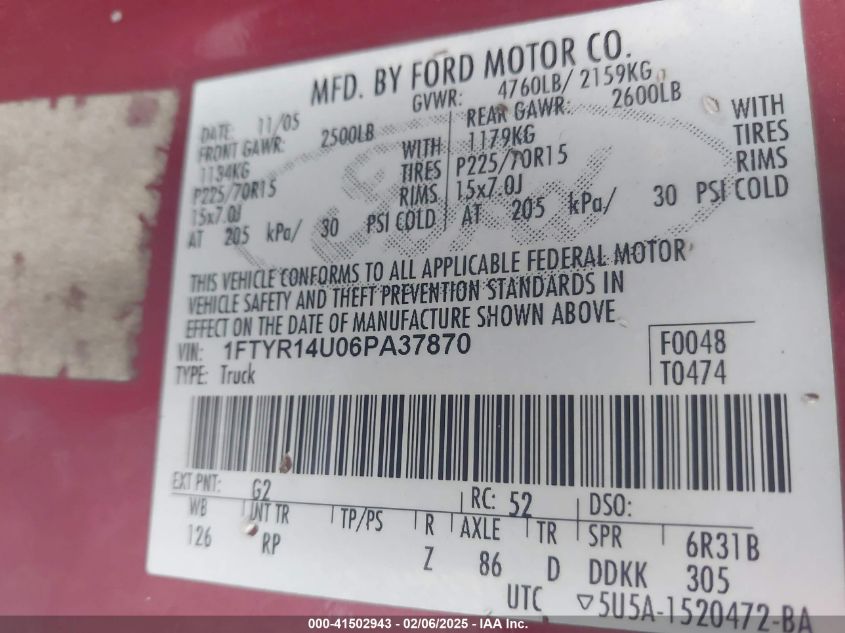 MFD. BY FORD MOTOR CO.
DATE: 11/05 GVWR: 4760LB/ 2159KG
FRONT GAWR: 2500LB REAR GAWR: 2600LB
1134KG WITH 1179KG WITH
P225/70R15 TIRES P225/70R15 TIRES
15x7.0J RIMS 15x7.0J RIMS
AT 205 kPa/ 30 PSI COLD AT 205 kPa/ 30 PSI COLD
Ford
THIS VEHICLE CONFORMS TO ALL APPLICABLE FEDERAL MOTOR
VEHICLE SAFETY AND THEFT PREVENTION STANDARDS IN
EFFECT ON THE DATE OF MANUFACTURE SHOWN ABOVE
VIN: 1FTYR14U06PA37870 F0048
TYPE: Truck T0474
EXT PNT: G2 RC: 52 DSO:
WB INT TR TP/PS R AXLE TR SPR 6R31B
126 RP Z 86 D DDKK 305
UTC ▽5U5A-1520472-BA
000-41502943 - 02/06/2025 - IAAI.com